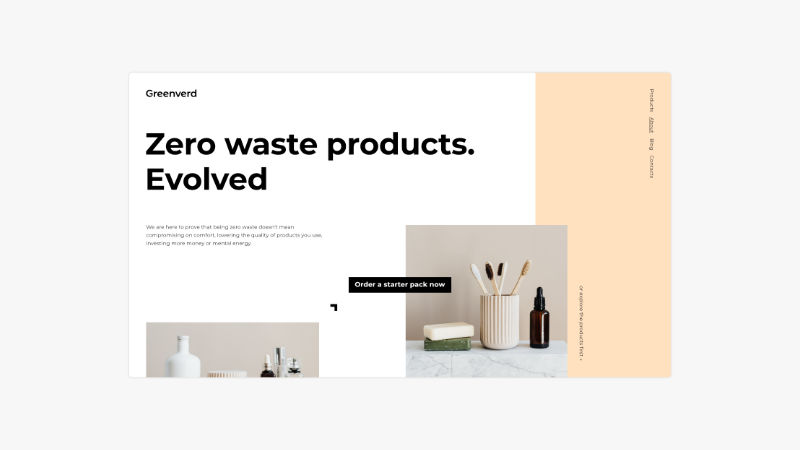 Greenverd
Products About Blog Contacts
Zero waste products.
Evolved
We are here to prove that being zero waste doesn't mean
compromising on comfort, lowering the quality of products you use,
investing more money or mental energy.
Order a starter pack now
Or explore the products first